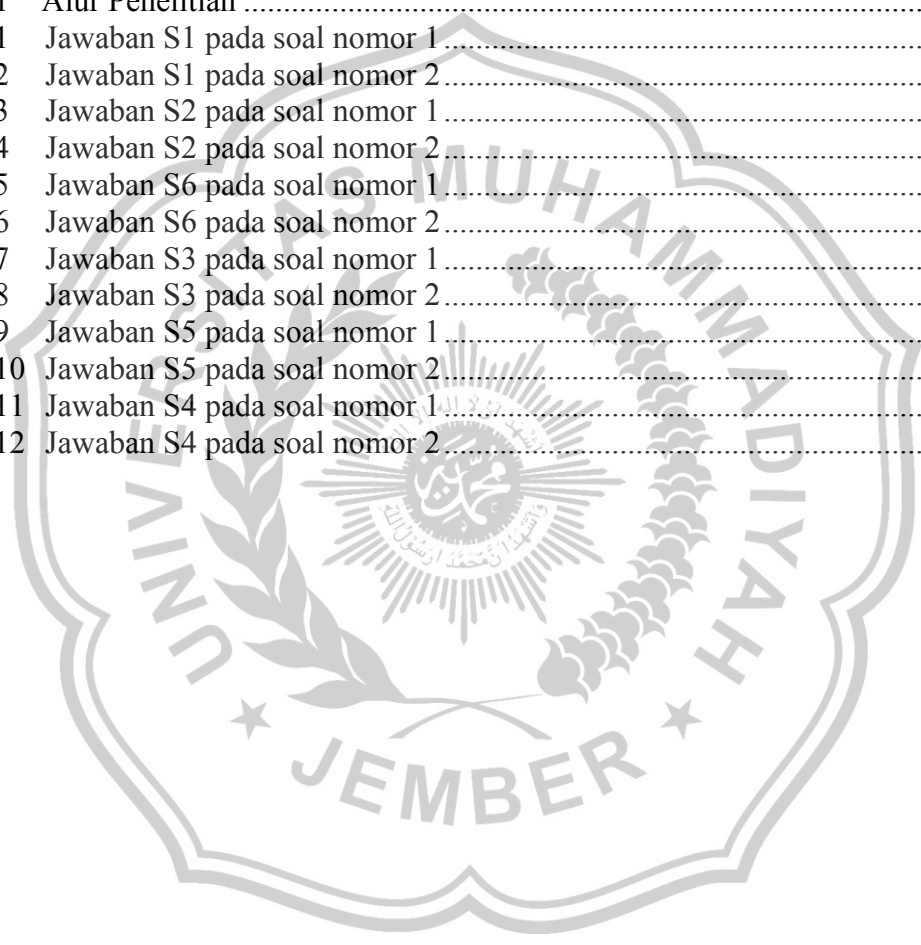 1 Alur Penelitian ........................................................................
1 Jawaban S1 pada soal nomor 1 ........................................................
2 Jawaban S1 pada soal nomor 2 ........................................................
3 Jawaban S2 pada soal nomor 1 ........................................................
4 Jawaban S2 pada soal nomor 2 ........................................................
5 Jawaban S6 pada soal nomor 1 ........................................................
6 Jawaban S6 pada soal nomor 2 ........................................................
7 Jawaban S3 pada soal nomor 1 ........................................................
8 Jawaban S3 pada soal nomor 2 ........................................................
9 Jawaban S5 pada soal nomor 1 ........................................................
10 Jawaban S5 pada soal nomor 2 ........................................................
11 Jawaban S4 pada soal nomor 1 ........................................................
12 Jawaban S4 pada soal nomor 2 ........................................................
UNIVERSITAS MUHAMMADIYAH
JEMBER